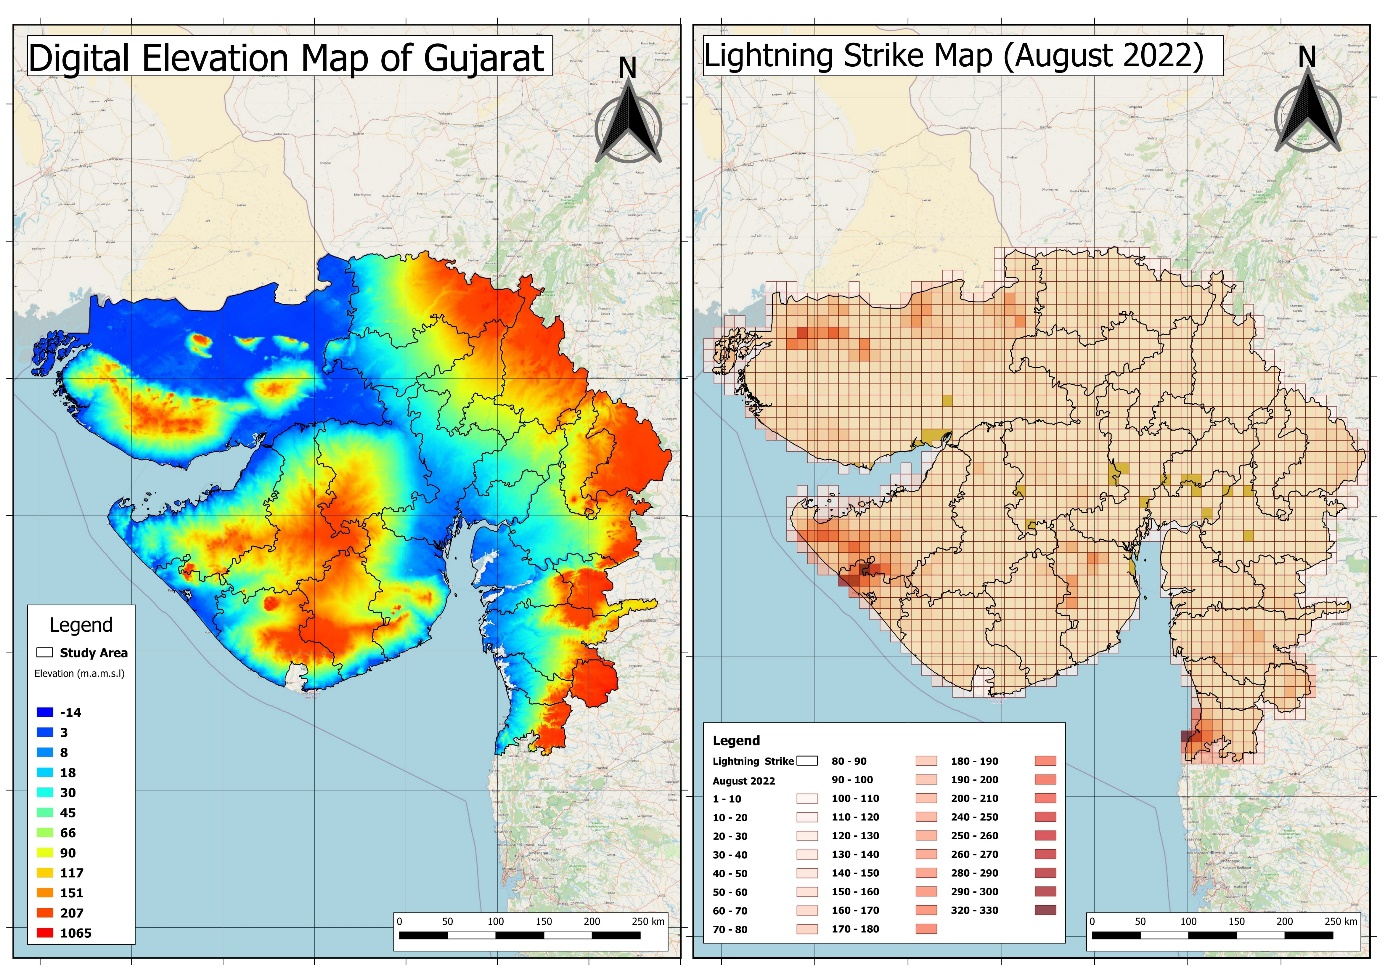 Digital Elevation Map of Gujarat
N
Legend
Study Area
Elevation (m.a.m.s.l)
-14
3
8
18
30
45
66
90
117
151
207
1065
0 50 100 150 200 250 km
Lightning Strike Map (August 2022)
N
Legend
Lightning Strike
August 2022
1 - 10
10 - 20
20 - 30
30 - 40
40 - 50
50 - 60
60 - 70
70 - 80
80 - 90
90 - 100
100 - 110
110 - 120
120 - 130
130 - 140
140 - 150
150 - 160
160 - 170
170 - 180
180 - 190
190 - 200
200 - 210
240 - 250
250 - 260
260 - 270
280 - 290
290 - 300
320 - 330
0 50 100 150 200 250 km